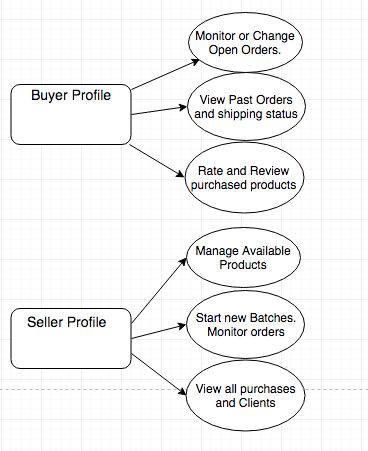 Monitor or Change
Open Orders.
Buyer Profile
View Past Orders
and shipping status
Rate and Review
purchased products
Manage Available
Products
Seller Profile
Start new Batches.
Monitor orders
View all purchases
and Clients